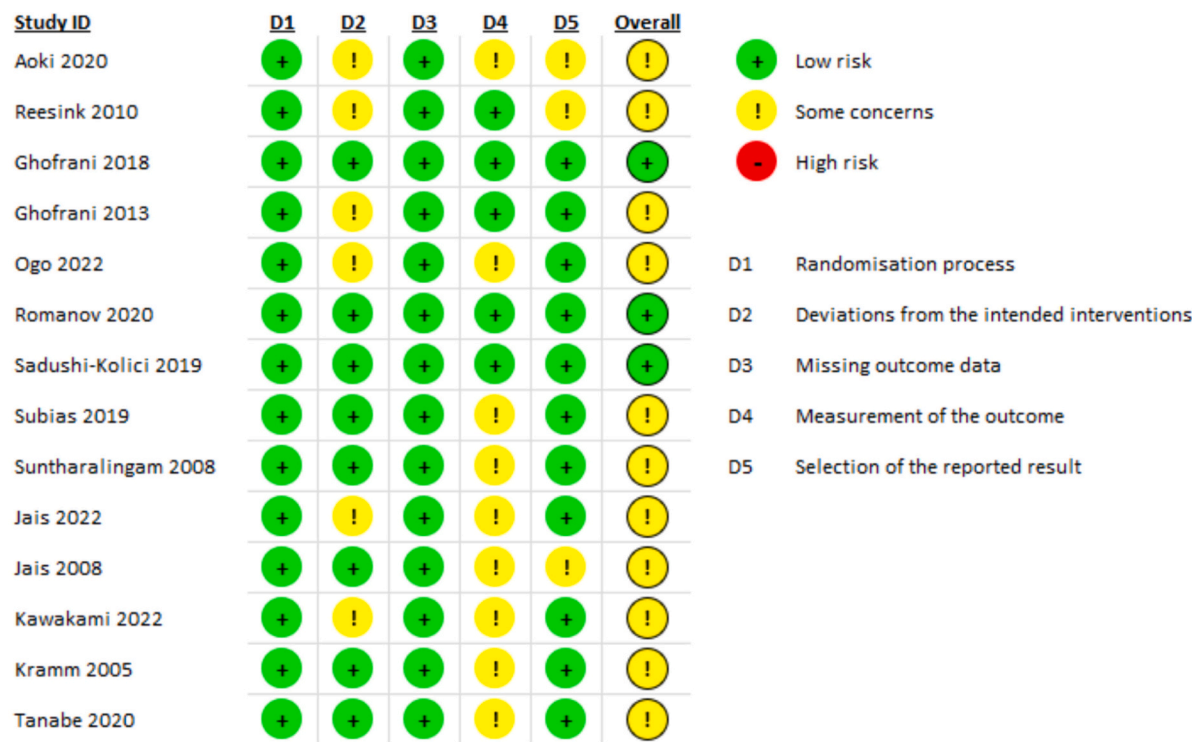 Study ID D1 D2 D3 D4 D5 Overall
Aoki 2020 + ! + ! ! !
Reesink 2010 + ! + + ! !
Ghofrani 2018 + + + + + +
Ghofrani 2013 + ! + + + !
Ogo 2022 + ! + ! + !
Romanov 2020 + + + + + +
Sadushi-Kolici 2019 + + + + + +
Subias 2019 + + + ! + !
Suntharalingam 2008 + + + ! + !
Jais 2022 + ! + ! + !
Jais 2008 + + + ! ! !
Kawakami 2022 + ! + ! + !
Kramm 2005 + + + ! + !
Tanabe 2020 + + + ! + !
+ Low risk
! Some concerns
- High risk
D1 Randomisation process
D2 Deviations from the intended interventions
D3 Missing outcome data
D4 Measurement of the outcome
D5 Selection of the reported result